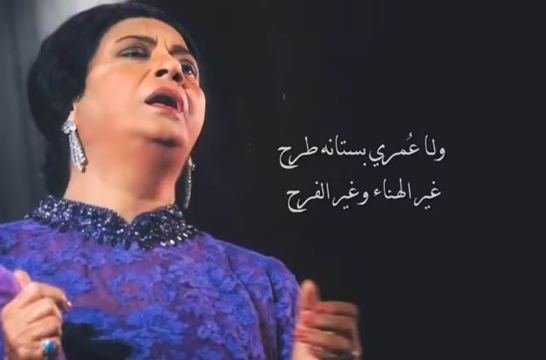 ولا عُمري بستانه طرح
غير الهناء وغير الفرح